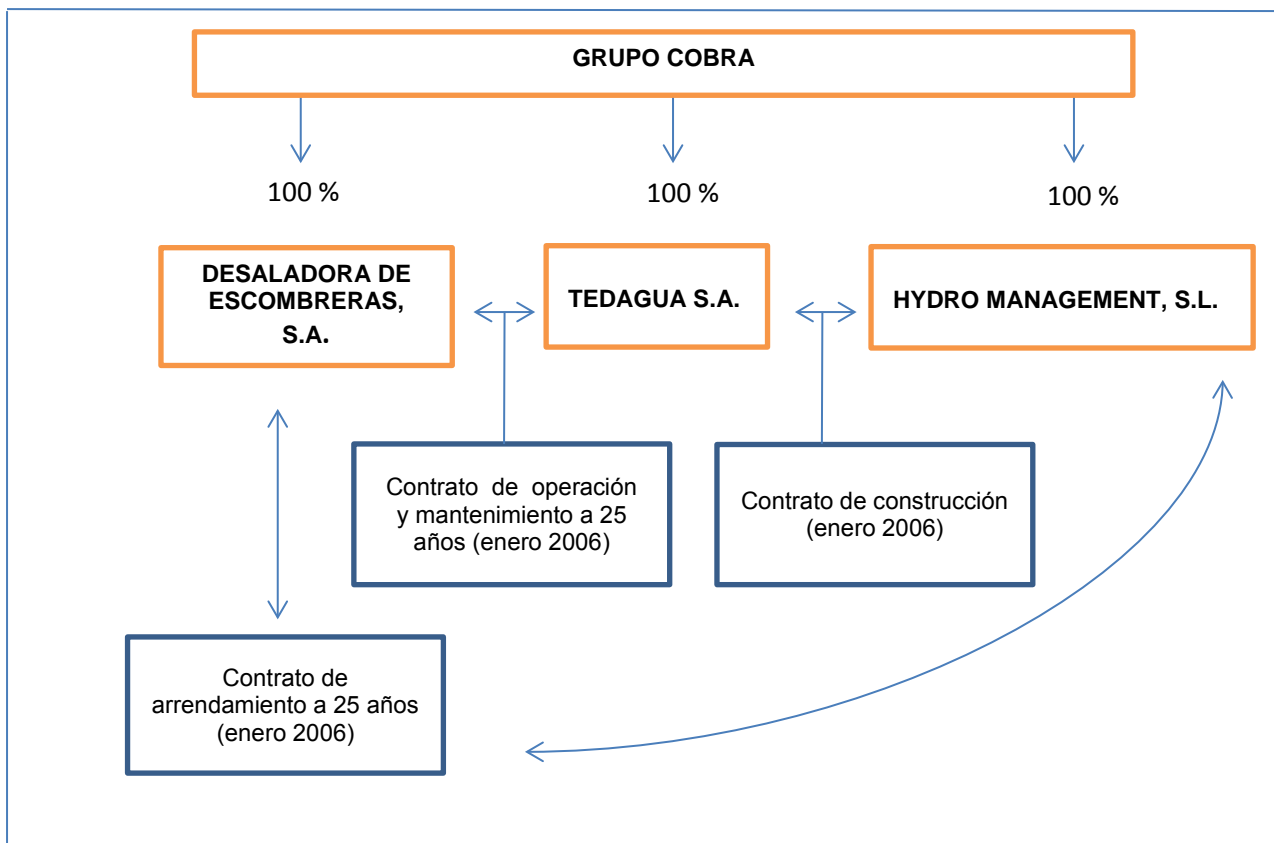 GRUPO COBRA
100 %
100 %
100 %
DESALADORA DE
ESCOMBRERAS,
S.A.
TEDAGUA S.A.
HYDRO MANAGEMENT, S.L.
Contrato de operación
y mantenimiento a 25
años (enero 2006)
Contrato de construcción
(enero 2006)
Contrato de
arrendamiento a 25 años
(enero 2006)